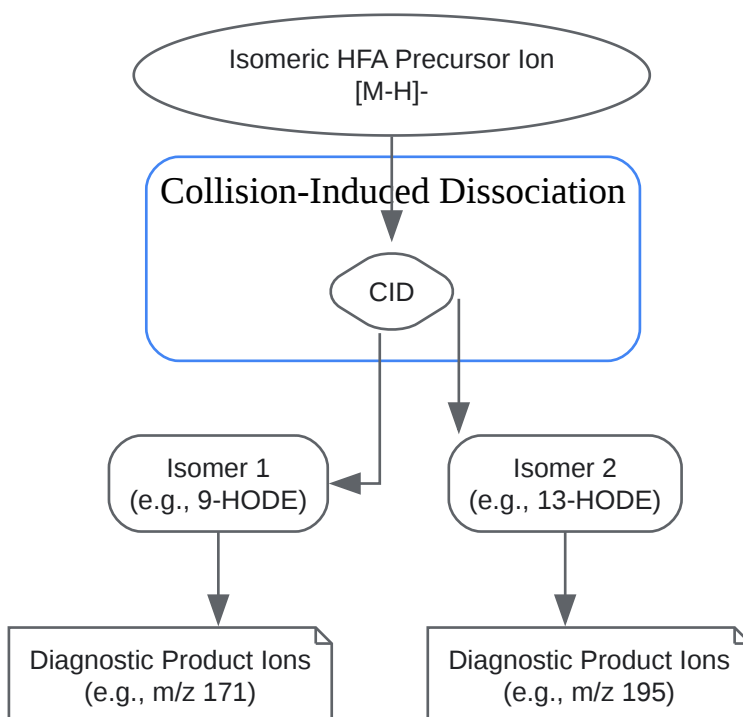 Isomeric HFA Precursor Ion
[M-H]-
Collision-Induced Dissociation
CID
Isomer 1
(e.g., 9-HODE)
Isomer 2
(e.g., 13-HODE)
Diagnostic Product Ions
(e.g., m/z 171)
Diagnostic Product Ions
(e.g., m/z 195)